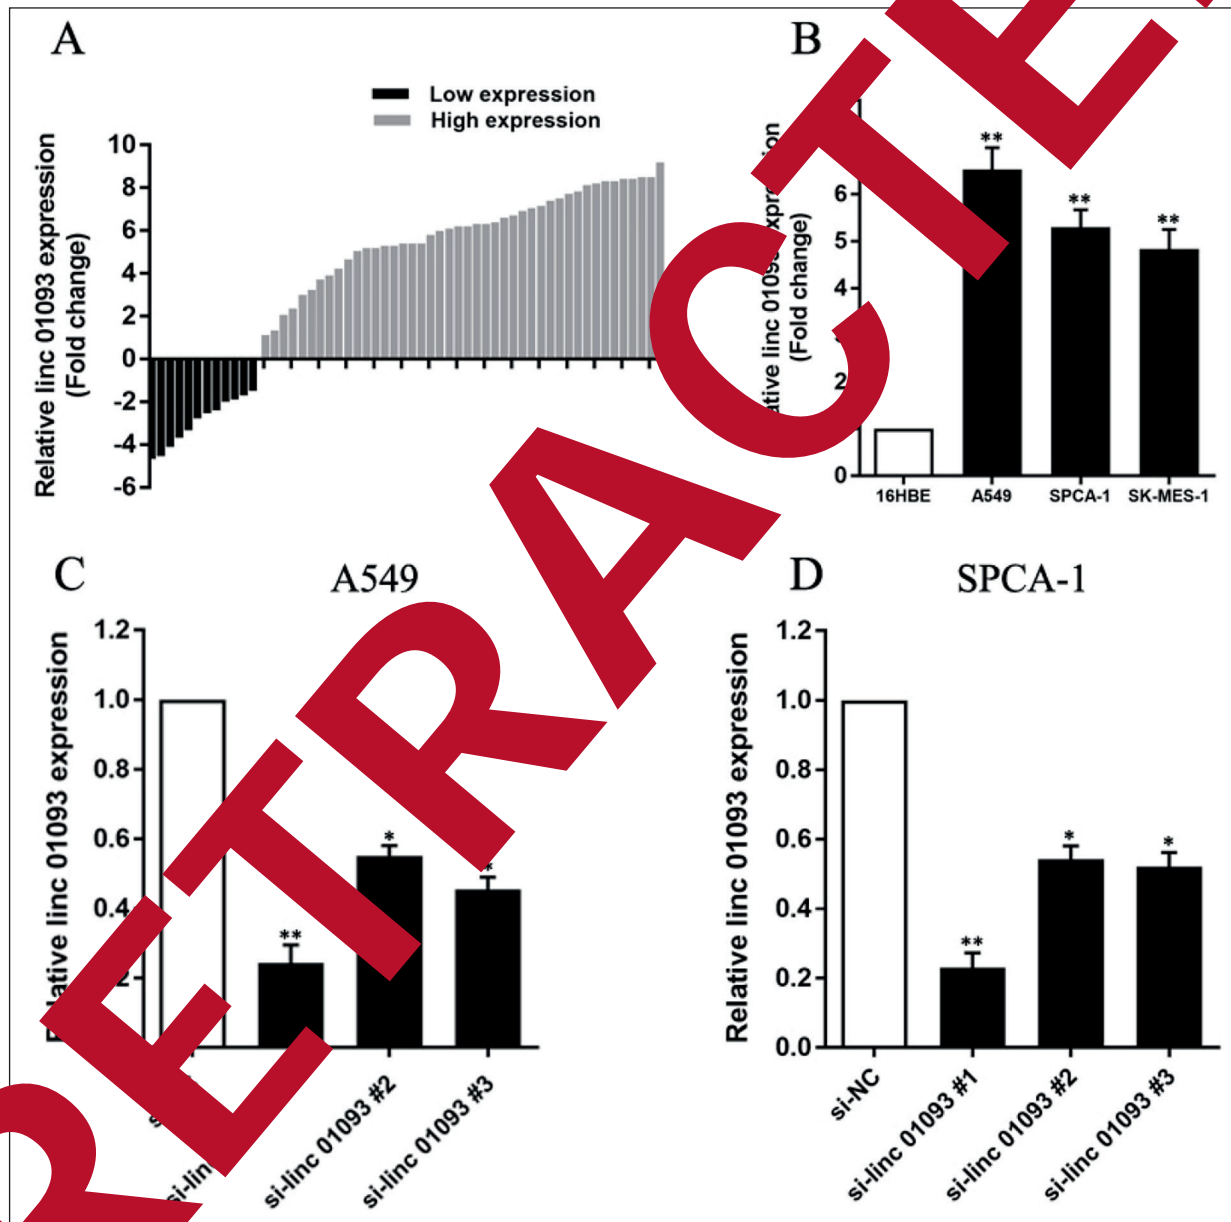 A
Low expression
High expression
Relative linc 01093 expression
(Fold change)
10
8
6
4
2
0
-2
-4
-6
B
linc 01093
(Fold change)
6
5
4
2
0
**
**
**
16HBE
A549
SPCA-1
SK-MES-1
C
A549
Relative linc 01093 expression
1.2
1.0
0.8
0.6
0.4
**
*
*
si-linc 01093 #2
si-linc 01093 #3
D
SPCA-1
Relative linc 01093 expression
1.2
1.0
0.8
0.6
0.4
0.2
0.0
**
*
*
si-NC
si-linc 01093 #1
si-linc 01093 #2
si-linc 01093 #3
RETRACTE